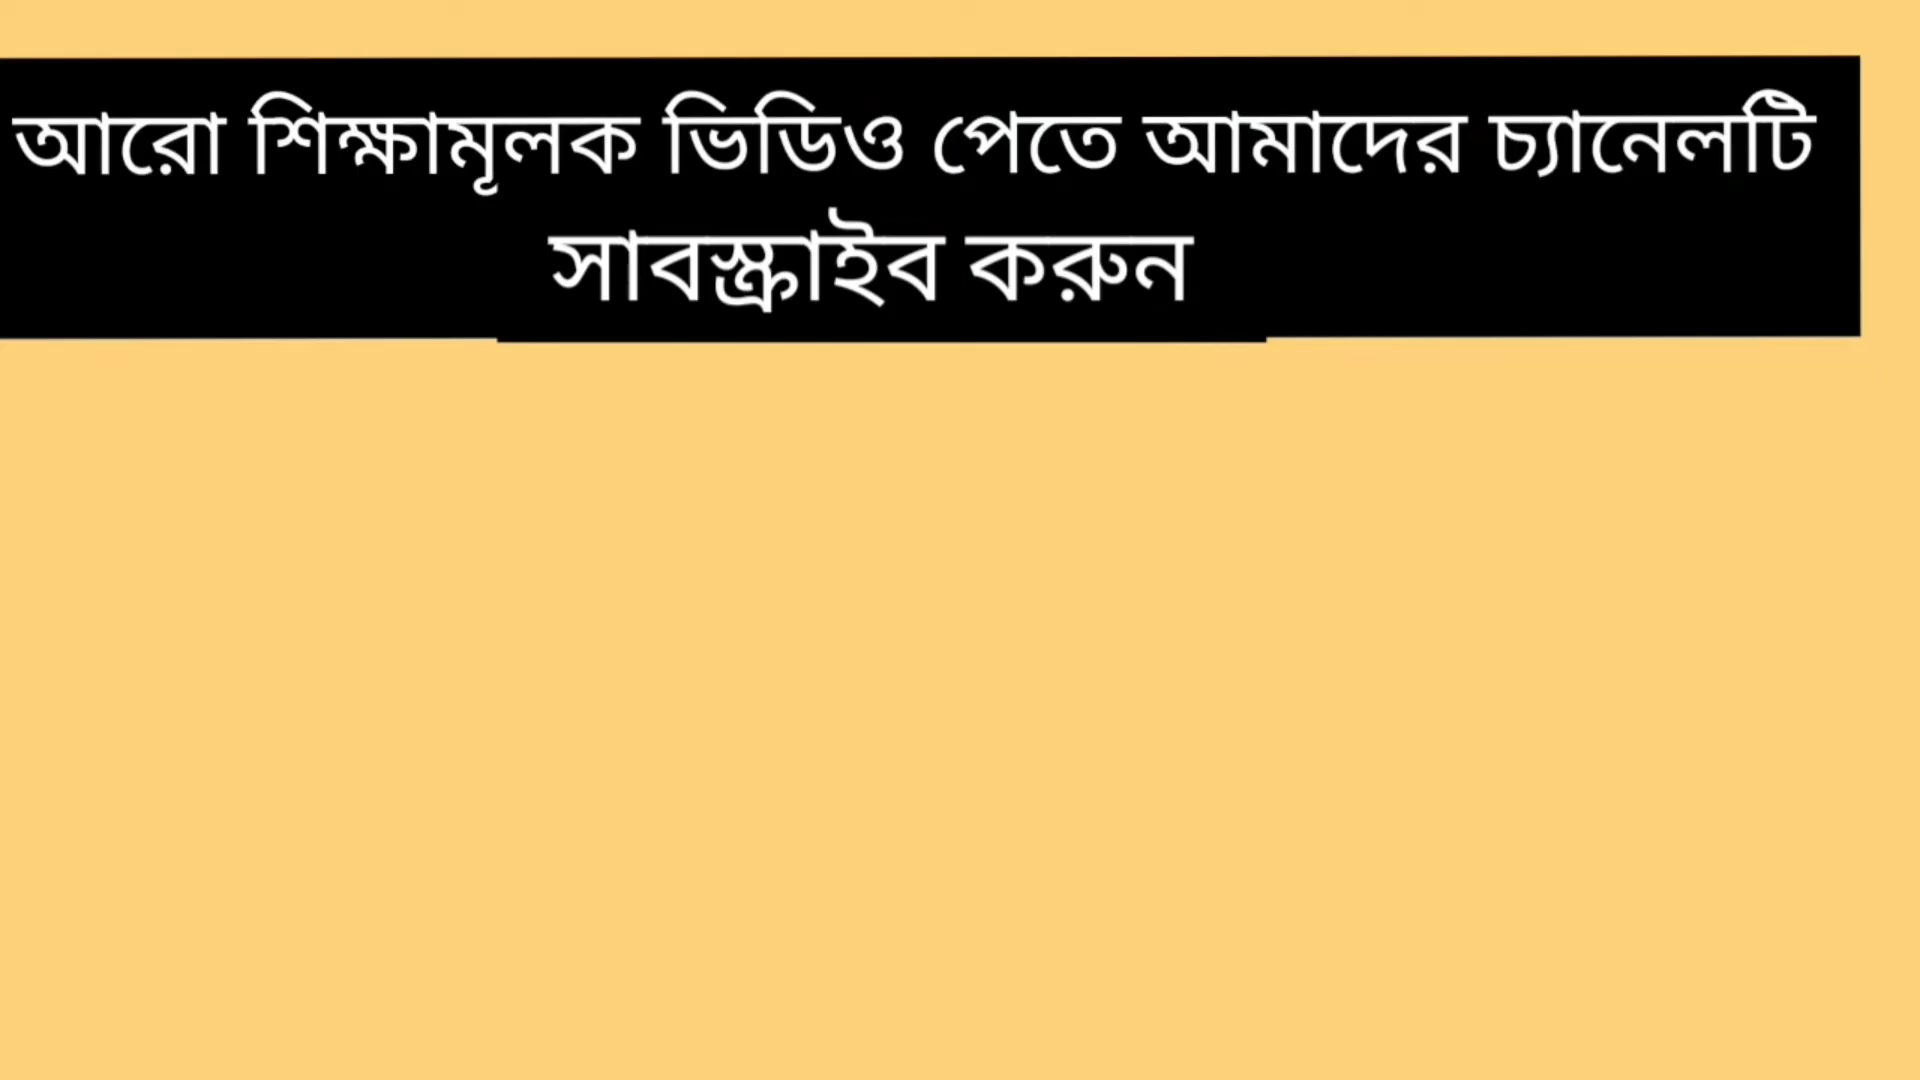 আরো শিক্ষামূলক ভিডিও পেতে আমাদের চ্যানেলটি
সাবস্ক্রাইব করুন